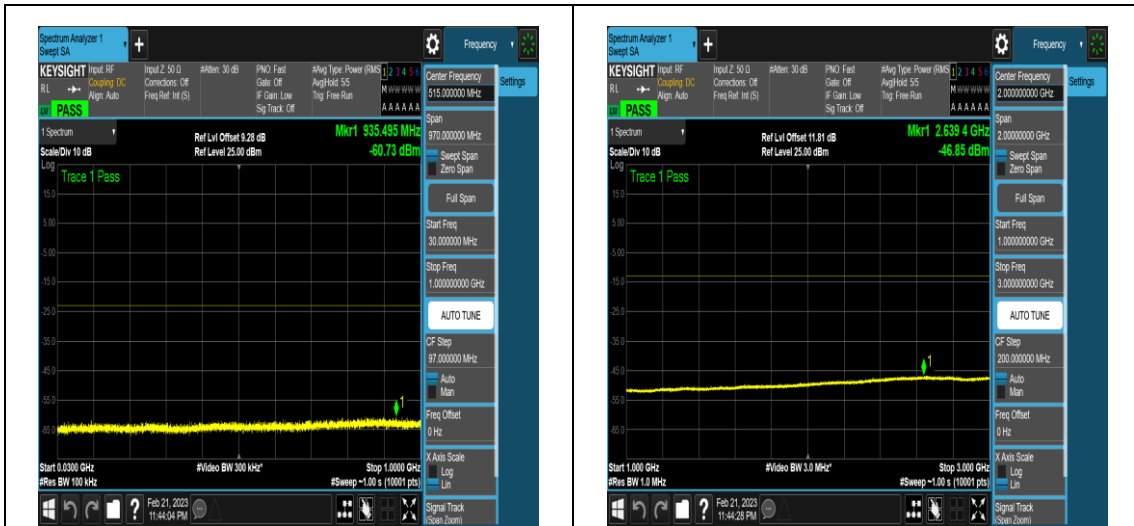 Spectrum Analyzer 1
Swept SA
+
Frequency
KEYSIGHT
Input: RF
Input Z: 50 Ω
#Atten: 30 dB
PNO: Fast
#Avg Type: Power (RMS
1 2 3 4 5 6
RL
Coupling: DC
Corrections: Off
Gate: Off
Avg|Hold: 5/5
M W W W W W
Align: Auto
Freq Ref: Int (S)
IF Gain: Low
Trig: Free Run
Sig Track: Off
A A A A A A
PASS
Center Frequency
515.000000 MHz
Settings
Span
970.000000 MHz
Swept Span
Zero Span
Full Span
Start Freq
30.000000 MHz
Stop Freq
1.000000000 GHz
AUTO TUNE
CF Step
97.000000 MHz
Auto
Man
Freq Offset
0 Hz
X Axis Scale
Log
Lin
Signal Track
(Span Zoom)
1 Spectrum
Ref Lvl Offset 9.28 dB
Mkr1 935.495 MHz
Scale/Div 10 dB
Ref Level 25.00 dBm
-60.73 dBm
Log
Trace 1 Pass
15.0
5.00
-5.00
-15.0
-25.0
-35.0
-45.0
-55.0
-65.0
1
Start 0.0300 GHz
#Video BW 300 kHz*
Stop 1.0000 GHz
#Res BW 100 kHz
#Sweep ~1.00 s (10001 pts)
?
Feb 21, 2023
11:44:04 PM
Spectrum Analyzer 1
Swept SA
+
Frequency
KEYSIGHT
Input: RF
Input Z: 50 Ω
#Atten: 30 dB
PNO: Fast
#Avg Type: Power (RMS
1 2 3 4 5 6
RL
Coupling: DC
Corrections: Off
Gate: Off
Avg|Hold: 5/5
M W W W W W
Align: Auto
Freq Ref: Int (S)
IF Gain: Low
Trig: Free Run
Sig Track: Off
A A A A A A
PASS
Center Frequency
2.000000000 GHz
Settings
Span
2.00000000 GHz
Swept Span
Zero Span
Full Span
Start Freq
1.000000000 GHz
Stop Freq
3.000000000 GHz
AUTO TUNE
CF Step
200.000000 MHz
Auto
Man
Freq Offset
0 Hz
X Axis Scale
Log
Lin
Signal Track
(Span Zoom)
1 Spectrum
Ref Lvl Offset 11.81 dB
Mkr1 2.639 4 GHz
Scale/Div 10 dB
Ref Level 25.00 dBm
-46.85 dBm
Log
Trace 1 Pass
15.0
5.00
-5.00
-15.0
-25.0
-35.0
-45.0
-55.0
-65.0
1
Start 1.000 GHz
#Video BW 3.0 MHz*
Stop 3.000 GHz
#Res BW 1.0 MHz
#Sweep ~1.00 s (10001 pts)
?
Feb 21, 2023
11:44:28 PM